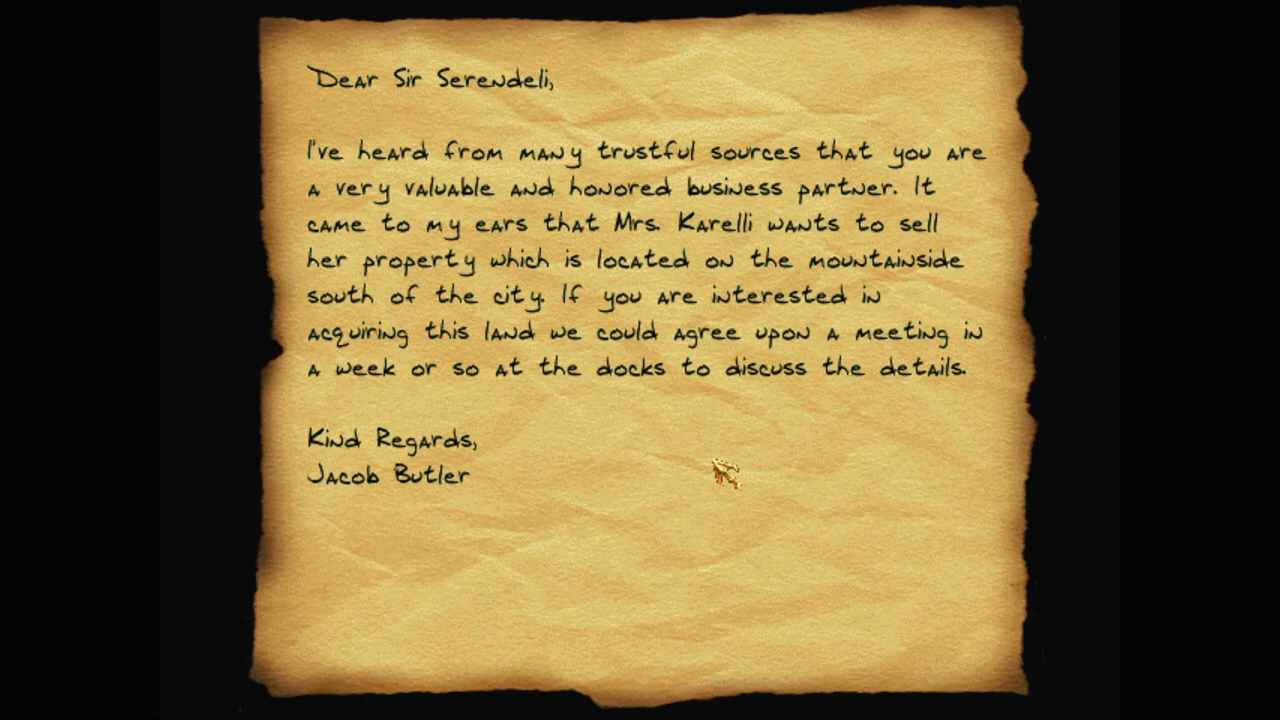 Dear Sir Serendeli,
I've heard from many trustful sources that you are
a very valuable and honored business partner. It
came to my ears that Mrs. Karelli wants to sell
her property which is located on the mountainside
south of the city. If you are interested in
acquiring this land we could agree upon a meeting in
a week or so at the docks to discuss the details.
Kind Regards,
Jacob Butler